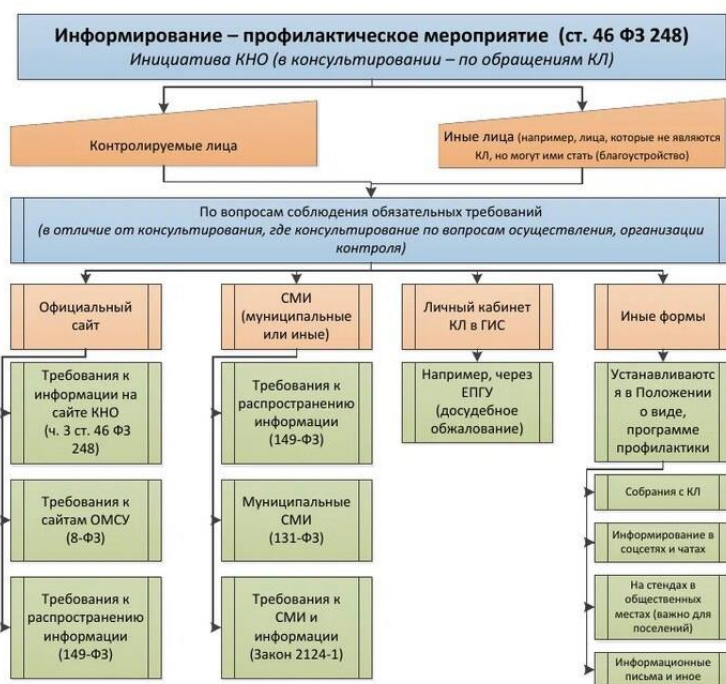 Информирование – профилактическое мероприятие (ст. 46 ФЗ 248)
Инициатива КНО (в консультировании – по обращениям КЛ)
Контролируемые лица
Иные лица (например, лица, которые не являются
КЛ, но могут ими стать (благоустройство)
По вопросам соблюдения обязательных требований
(в отличие от консультирования, где консультирование по вопросам осуществления, организации
контроля)
Официальный
сайт
Требования к
информации на
сайте КНО
(ч. 3 ст. 46 ФЗ
248)
Требования к
сайтам ОМСУ
(8-ФЗ)
Требования к
распространению
информации
(149-ФЗ)
СМИ
(муниципальные
или иные)
Требования к
распространению
информации
(149-ФЗ)
Муниципальные
СМИ
(131-ФЗ)
Требования к
СМИ и
информации
(Закон 2124-1)
Личный кабинет
КЛ в ГИС
Например, через
ЕПГУ
(досудебное
обжалование)
Иные формы
Устанавливаютс
я в Положении
о виде,
программе
профилактики
Собрания с КЛ
Информирование в
соцсетях и чатах
На стендах в
общественных
местах (важно для
поселений)
Информационные
письма и иное